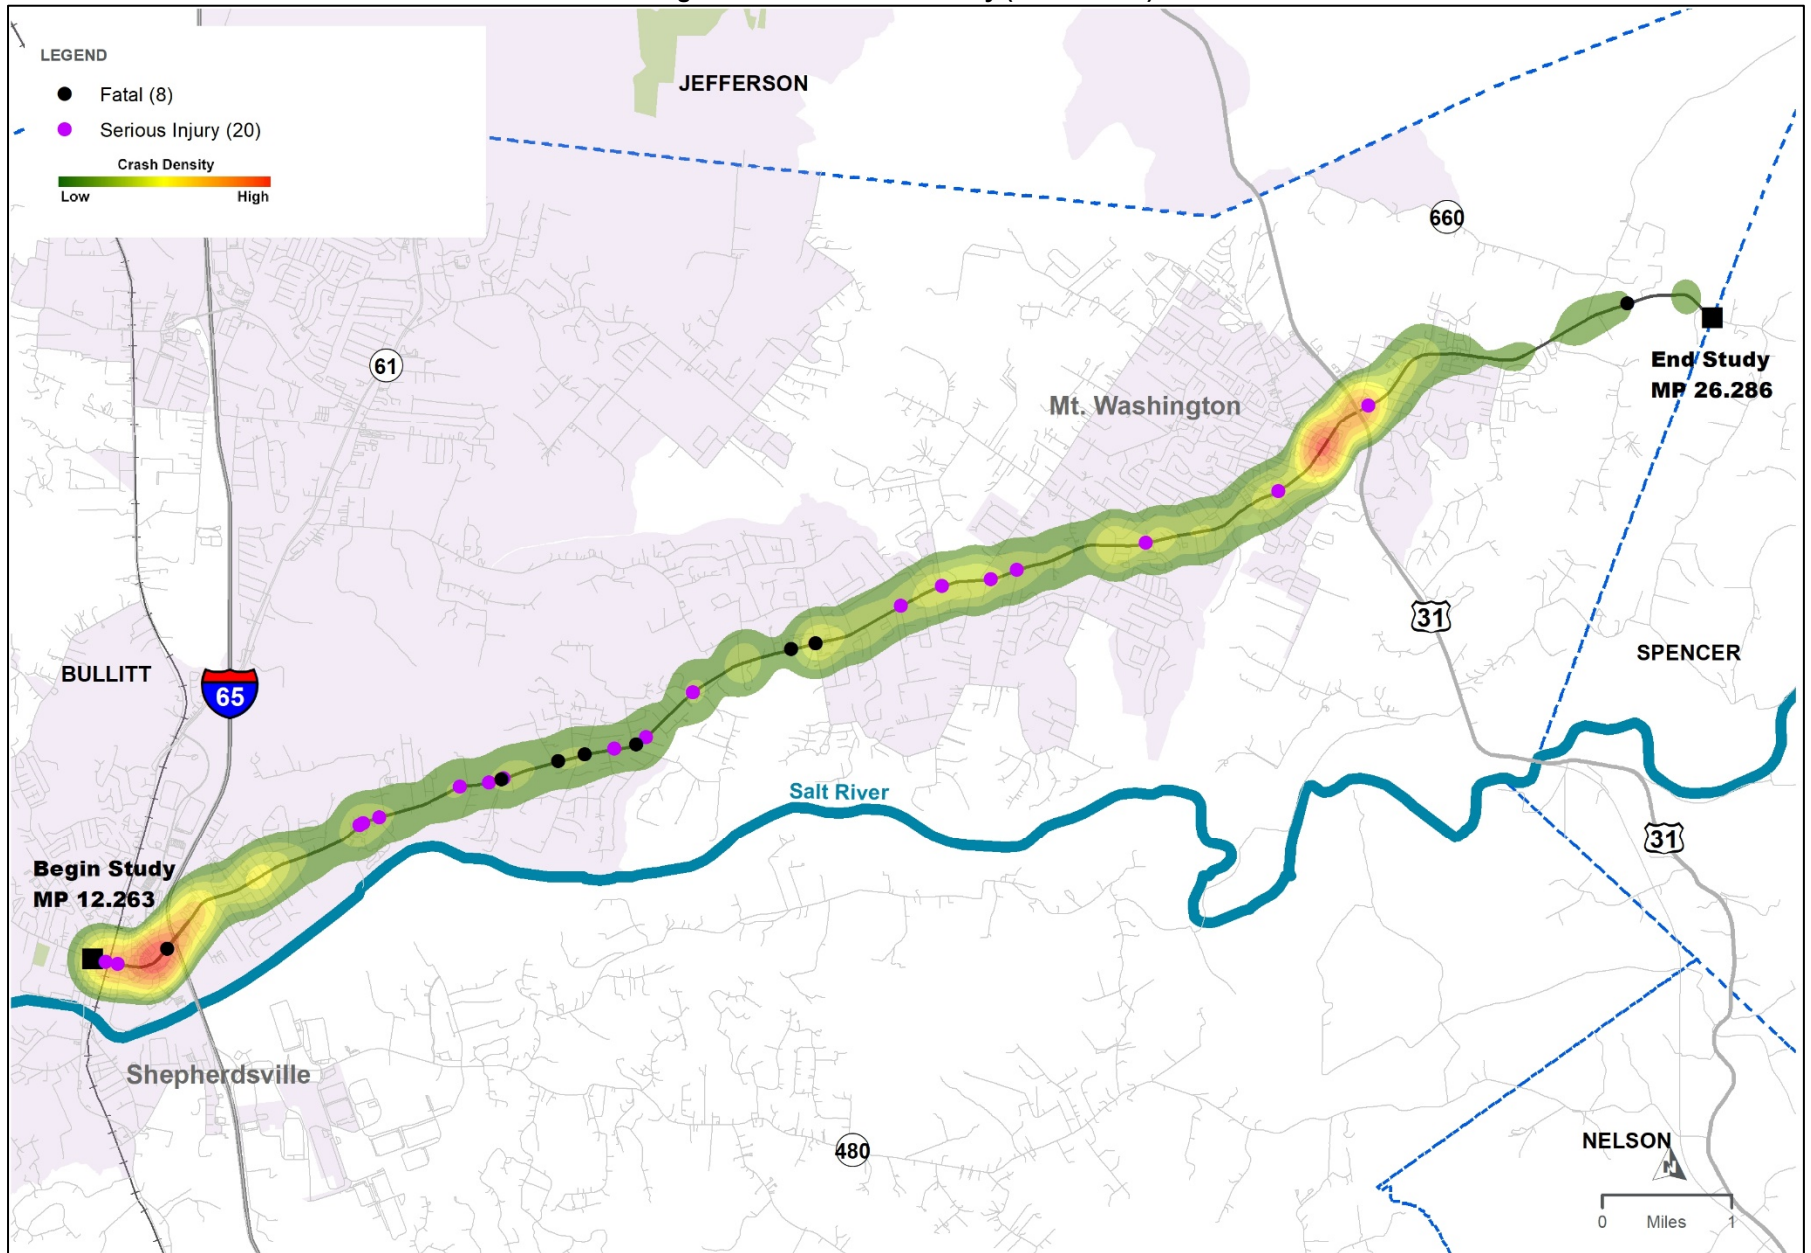 LEGEND
Fatal (8)
Serious Injury (20)
Crash Density
Low High
JEFFERSON
660
61
End Study
MP 26.286
Mt. Washington
31
SPENCER
BULLITT
65
Salt River
31
Begin Study
MP 12.263
Shepherdsville
480
NELSON
N
0 Miles 1